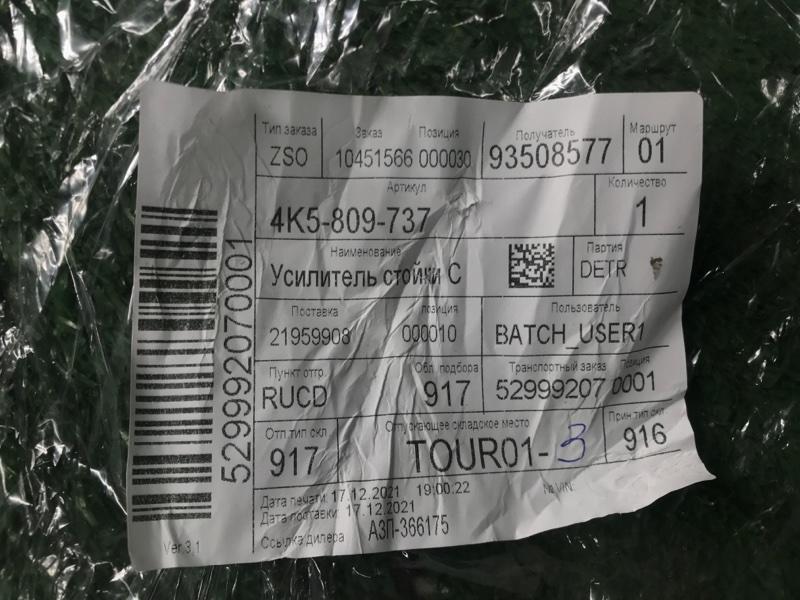 Тип заказа Заказ Позиция Получатель Маршрут
ZSO 10451566 000030 93508577 01
Артикул Количество
4K5-809-737 1
Наименование Партия
Усилитель стойки С DETR
Поставка позиция Пользователь
21959908 000010 BATCH_USER1
Пункт отгр. Обл. подбора Транспортный заказ Позиция
RUCD 917 52999207 0001
Отп.тип скл Отпускающее складское место Прин.тип скл
917 TOUR01-3 916
Дата печати: 17.12.2021 19:00:22 № VIN:
Дата поставки: 17.12.2021
Ссылка дилера АЗП-366175
Ver.3.1
529992070001